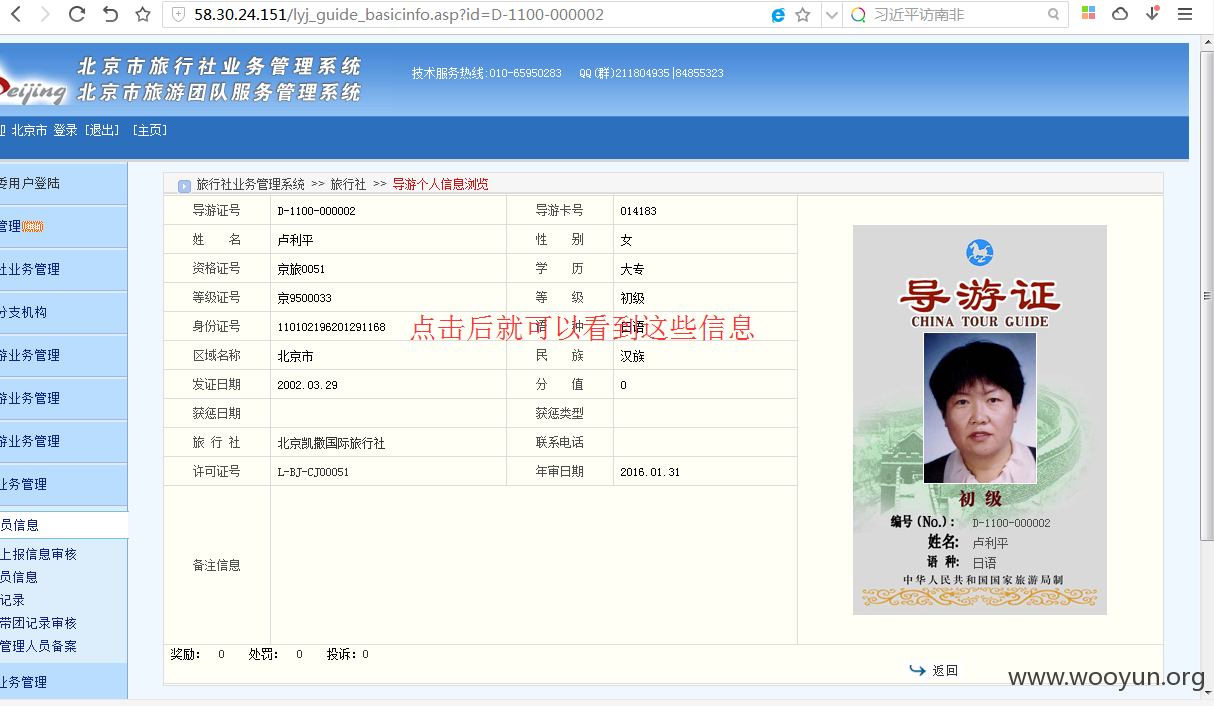 58.30.24.151/lyj_guide_basicinfo.asp?id=D-1100-000002
习近平访南非
Beijing
北京市旅行社业务管理系统
北京市旅游团队服务管理系统
技术服务热线:010-65950283 QQ(群)211804935|84855323
北京市 登录 [退出] [主页]
委用户登陆
管理
社业务管理
分支机构
游业务管理
游业务管理
游业务管理
业务管理
员信息
上报信息审核
员信息
记录
带团记录审核
管理人员备案
业务管理
旅行社业务管理系统 >> 旅行社 >> 导游个人信息浏览
导游证号 D-1100-000002 导游卡号 014183
姓 名 卢利平 性 别 女
资格证号 京旅0051 学 历 大专
等级证号 京9500033 等 级 初级
身份证号 110102196201291168 语 种 日语
点击后就可以看到这些信息
区域名称 北京市 民 族 汉族
发证日期 2002.03.29 分 值 0
获惩日期 获惩类型
旅 行 社 北京凯撒国际旅行社 联系电话
许可证号 L-BJ-CJ00051 年审日期 2016.01.31
备注信息
奖励: 0 处罚: 0 投诉: 0
返回
导游证
CHINA TOUR GUIDE
初 级
编号(No.): D-1100-000002
姓名: 卢利平
语 种: 日语
中华人民共和国国家旅游局制
www.wooyun.org